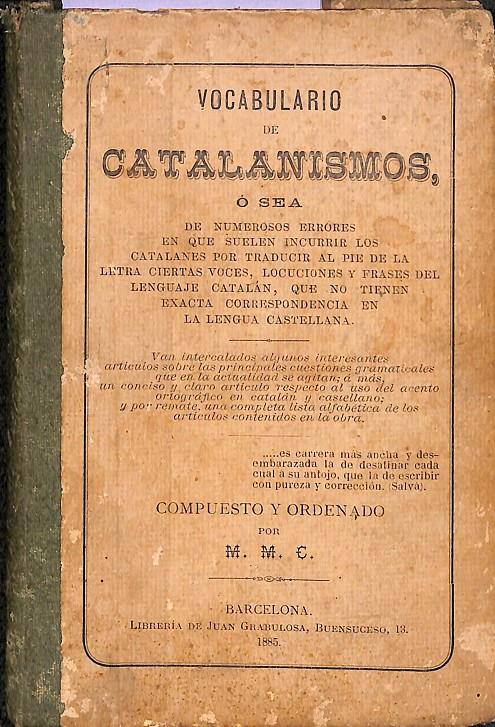 VOCABULARIO
DE
CATALANISMOS,
Ó SEA
DE NUMEROSOS ERRORES
EN QUE SUELEN INCURRIR LOS
CATALANES POR TRADUCIR AL PIE DE LA
LETRA CIERTAS VOCES, LOCUCIONES Y FRASES DEL
LENGUAJE CATALÁN, QUE NO TIENEN
EXACTA CORRESPONDENCIA EN
LA LENGUA CASTELLANA.
Van intercalados algunos interesantes
artículos sobre las principales cuestiones gramaticales
que en la actualidad se agitan; á más,
un conciso y claro artículo respecto al uso del acento
ortográfico en catalán y castellano;
y por remate, una completa lista alfabética de los
artículos contenidos en la obra.
.....es carrera más ancha y des-
embarazada la de desatinar cada
cual á su antojo, que la de escribir
con pureza y corrección. (Salvá).
COMPUESTO Y ORDENADO
POR
M. M. C.
BARCELONA.
LIBRERÍA DE JUAN GRABULOSA, BUENSUCESO, 13.
1885.